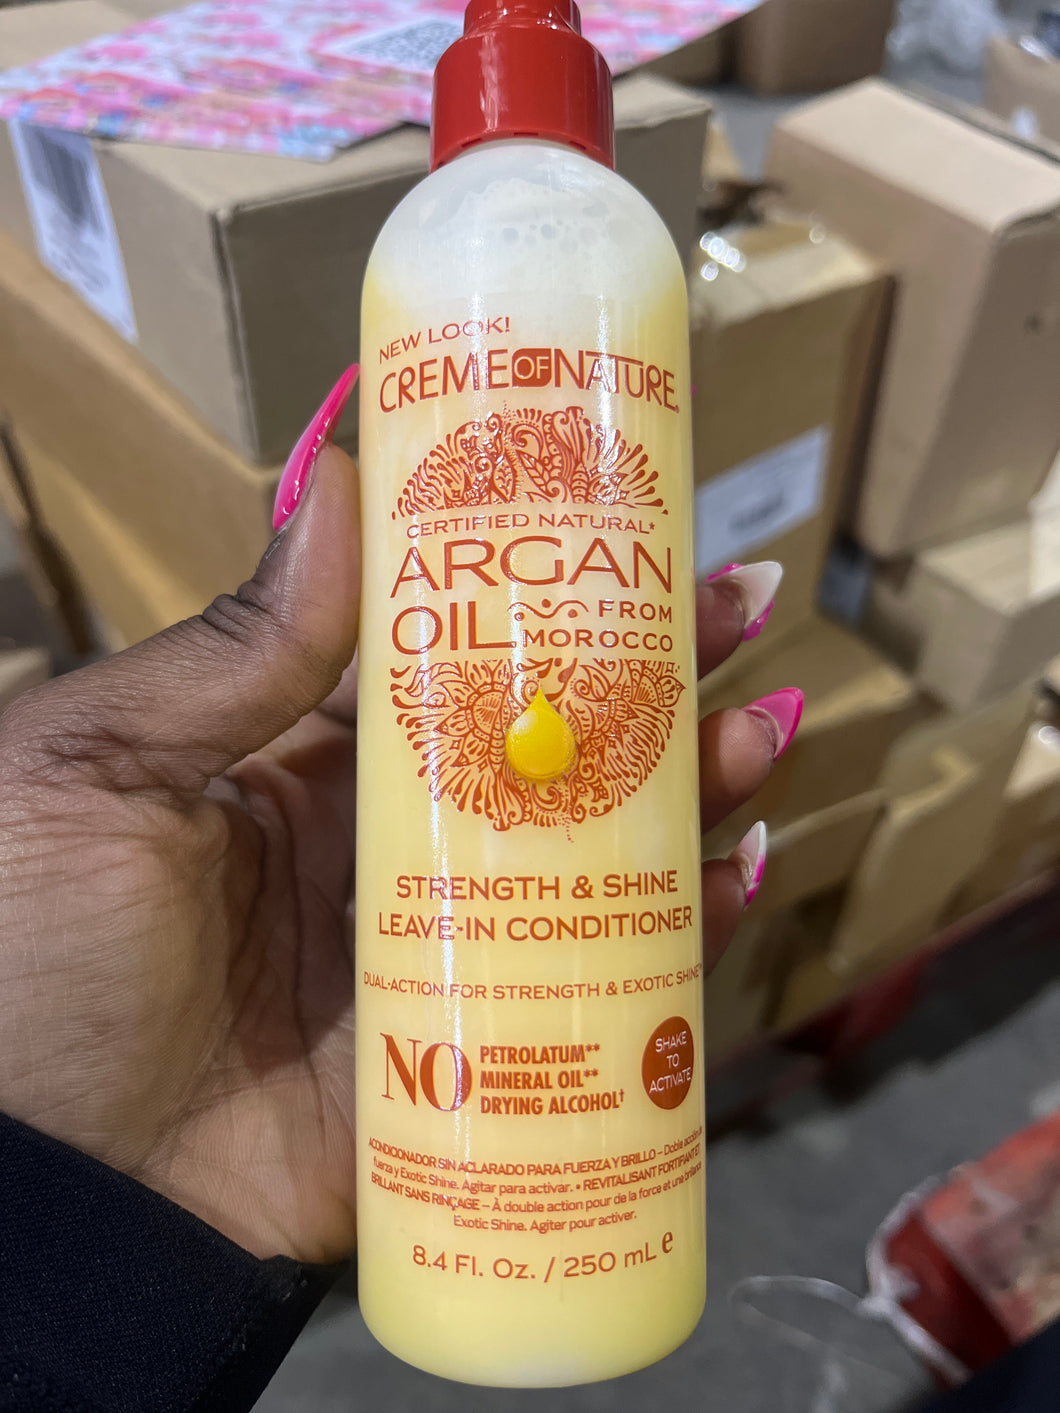 NEW LOOK!
CREME OF NATURE®
CERTIFIED NATURAL*
ARGAN
OIL FROM
MOROCCO
STRENGTH & SHINE
LEAVE-IN CONDITIONER
DUAL-ACTION FOR STRENGTH & EXOTIC SHINE™
NO PETROLATUM**
MINERAL OIL**
DRYING ALCOHOL†
SHAKE
TO
ACTIVATE
ACONDICIONADOR SIN ACLARADO PARA FUERZA Y BRILLO – Doble acción de
fuerza y Exotic Shine. Agitar para activar. • REVITALISANT FORTIFIANT ET
BRILLANT SANS RINÇAGE – À double action pour de la force et une brillance
Exotic Shine. Agiter pour activer.
8.4 Fl. Oz. / 250 mL e